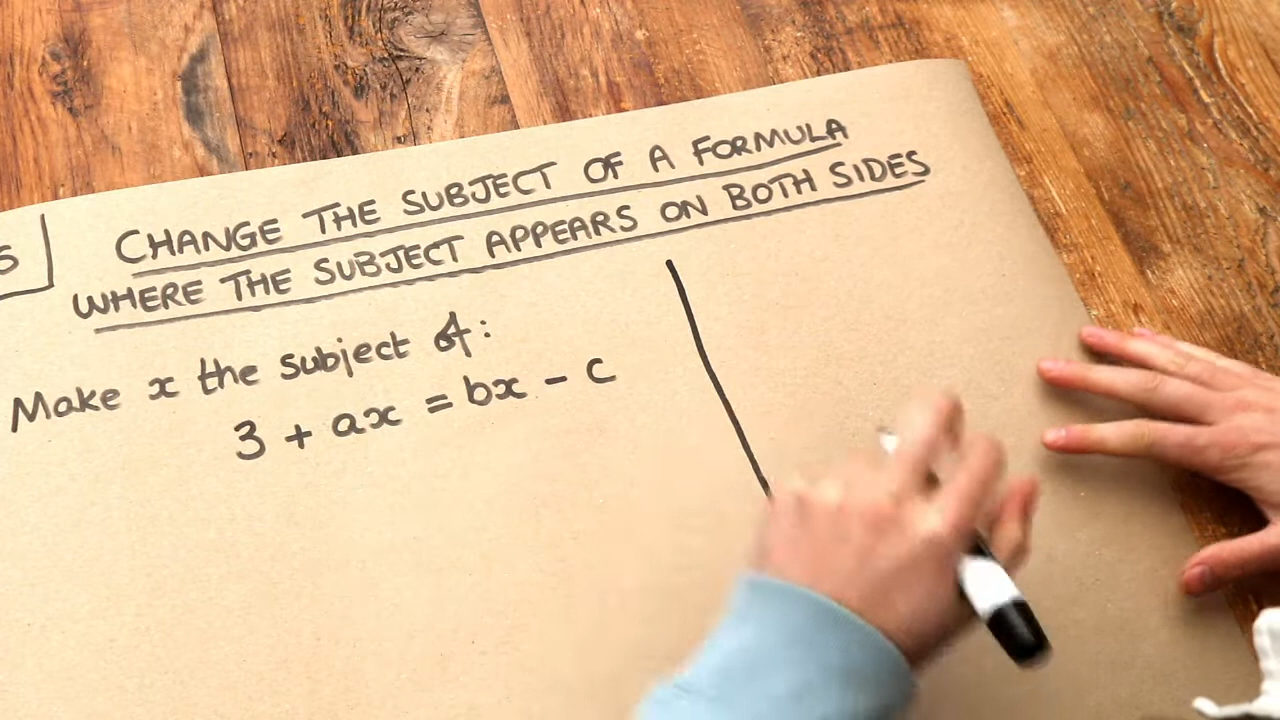 5
CHANGE THE SUBJECT OF A FORMULA
WHERE THE SUBJECT APPEARS ON BOTH SIDES
Make x the subject of:
3 + ax = bx - c